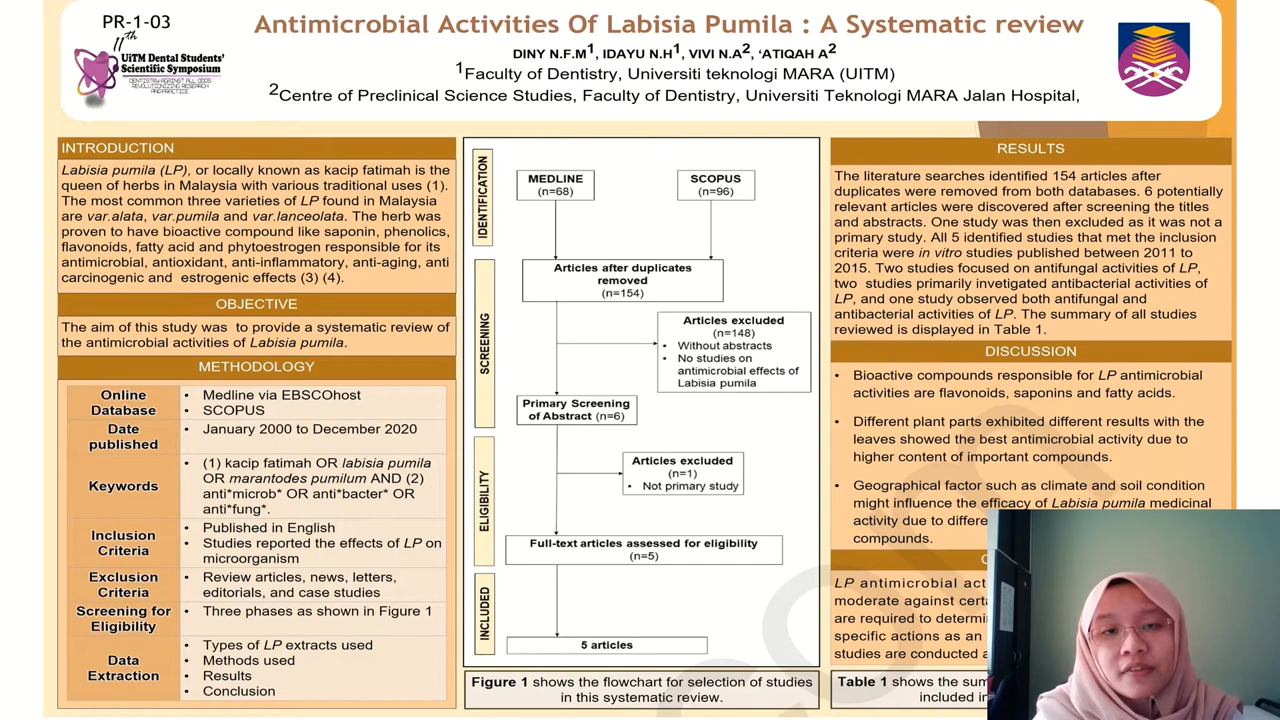 PR-1-03
11th
UiTM Dental Students'
Scientific Symposium
DENTISTRY AGAINST ALL ODDS
REVOLUTIONIZING RESEARCH
AND PRACTICE
Antimicrobial Activities Of Labisia Pumila : A Systematic review
DINY N.F.M1, IDAYU N.H1, VIVI N.A2, 'ATIQAH A2
1Faculty of Dentistry, Universiti teknologi MARA (UITM)
2Centre of Preclinical Science Studies, Faculty of Dentistry, Universiti Teknologi MARA Jalan Hospital,
INTRODUCTION
Labisia pumila (LP), or locally known as kacip fatimah is the
queen of herbs in Malaysia with various traditional uses (1).
The most common three varieties of LP found in Malaysia
are var.alata, var.pumila and var.lanceolata. The herb was
proven to have bioactive compound like saponin, phenolics,
flavonoids, fatty acid and phytoestrogen responsible for its
antimicrobial, antioxidant, anti-inflammatory, anti-aging, anti
carcinogenic and estrogenic effects (3) (4).
OBJECTIVE
The aim of this study was to provide a systematic review of
the antimicrobial activities of Labisia pumila.
METHODOLOGY
Online
Database
• Medline via EBSCOhost
• SCOPUS
Date
published
• January 2000 to December 2020
Keywords
• (1) kacip fatimah OR labisia pumila
OR marantodes pumilum AND (2)
anti*microb* OR anti*bacter* OR
anti*fung*.
Inclusion
Criteria
• Published in English
• Studies reported the effects of LP on
microorganism
Exclusion
Criteria
• Review articles, news, letters,
editorials, and case studies
Screening for
Eligibility
• Three phases as shown in Figure 1
Data
Extraction
• Types of LP extracts used
• Methods used
• Results
• Conclusion
IDENTIFICATION
MEDLINE
(n=68)
SCOPUS
(n=96)
SCREENING
Articles after duplicates
removed
(n=154)
Articles excluded
(n=148)
• Without abstracts
• No studies on
antimicrobial effects of
Labisia pumila
Primary Screening
of Abstract (n=6)
ELIGIBILITY
Articles excluded
(n=1)
• Not primary study
Full-text articles assessed for eligibility
(n=5)
INCLUDED
5 articles
Figure 1 shows the flowchart for selection of studies
in this systematic review.
RESULTS
The literature searches identified 154 articles after
duplicates were removed from both databases. 6 potentially
relevant articles were discovered after screening the titles
and abstracts. One study was then excluded as it was not a
primary study. All 5 identified studies that met the inclusion
criteria were in vitro studies published between 2011 to
2015. Two studies focused on antifungal activities of LP,
two studies primarily invetigated antibacterial activities of
LP, and one study observed both antifungal and
antibacterial activities of LP. The summary of all studies
reviewed is displayed in Table 1.
DISCUSSION
• Bioactive compounds responsible for LP antimicrobial
activities are flavonoids, saponins and fatty acids.
• Different plant parts exhibited different results with the
leaves showed the best antimicrobial activity due to
higher content of important compounds.
• Geographical factor such as climate and soil condition
might influence the efficacy of Labisia pumila medicinal
activity due to differe
compounds.
LP antimicrobial act
moderate against certa
are required to determi
specific actions as an
studies are conducted
Table 1 shows the sum
included in